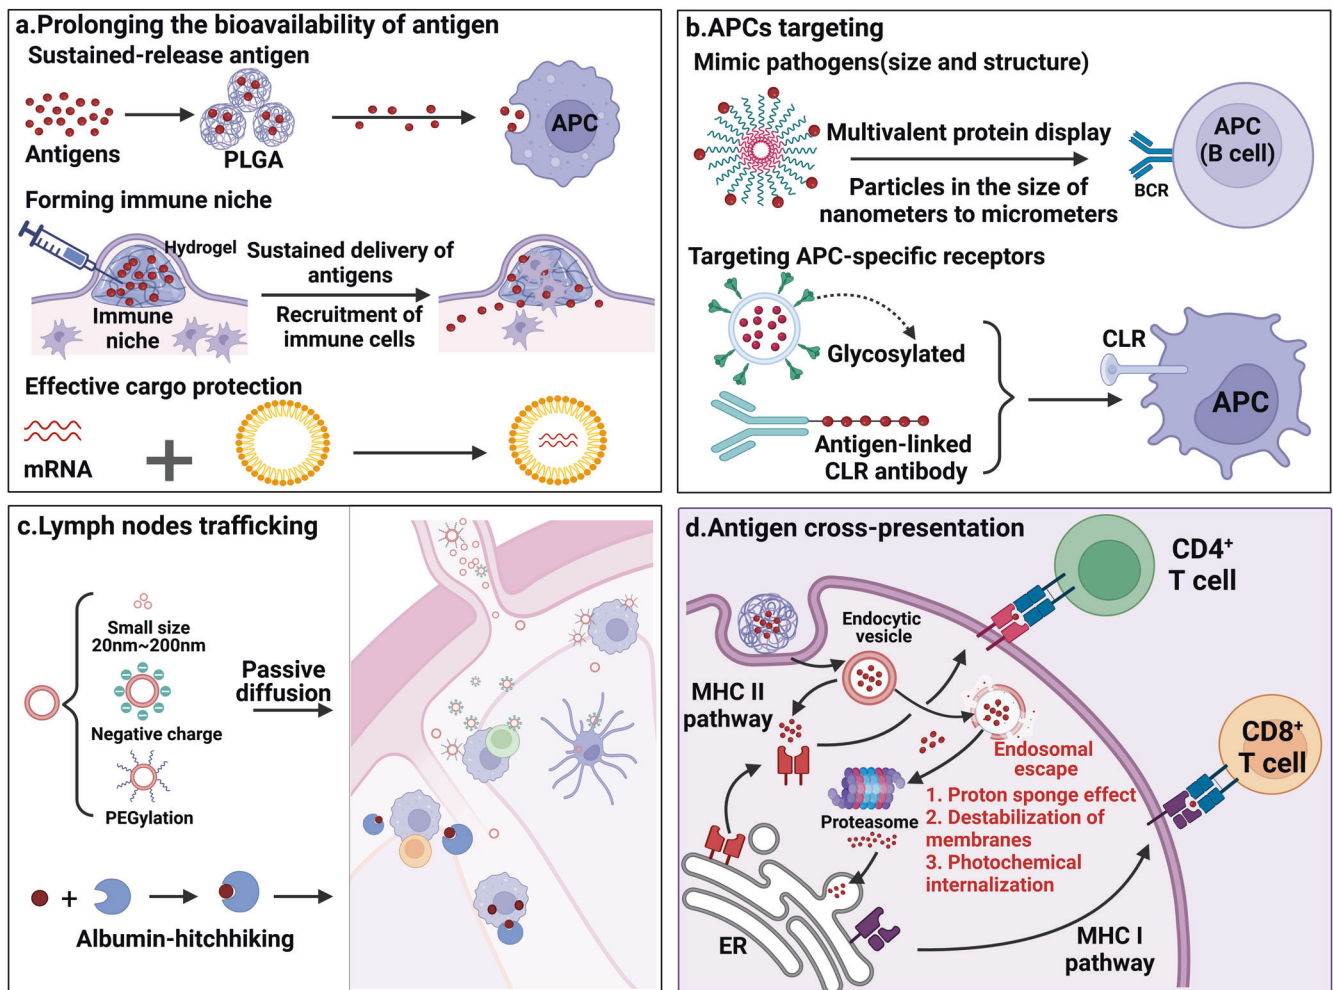 a.Prolonging the bioavailability of antigen
Sustained-release antigen
Antigens
PLGA
APC
Forming immune niche
Hydrogel
Immune
niche
Sustained delivery of
antigens
Recruitment of
immune cells
Effective cargo protection
mRNA
b.APCs targeting
Mimic pathogens(size and structure)
Multivalent protein display
Particles in the size of
nanometers to micrometers
BCR
APC
(B cell)
Targeting APC-specific receptors
Glycosylated
Antigen-linked
CLR antibody
CLR
APC
c.Lymph nodes trafficking
Small size
20nm~200nm
Negative charge
PEGylation
Passive
diffusion
+
Albumin-hitchhiking
d.Antigen cross-presentation
CD4⁺
T cell
Endocytic
vesicle
MHC II
pathway
CD8⁺
T cell
Endosomal
escape
1. Proton sponge effect
2. Destabilization of
membranes
3. Photochemical
internalization
Proteasome
ER
MHC I
pathway